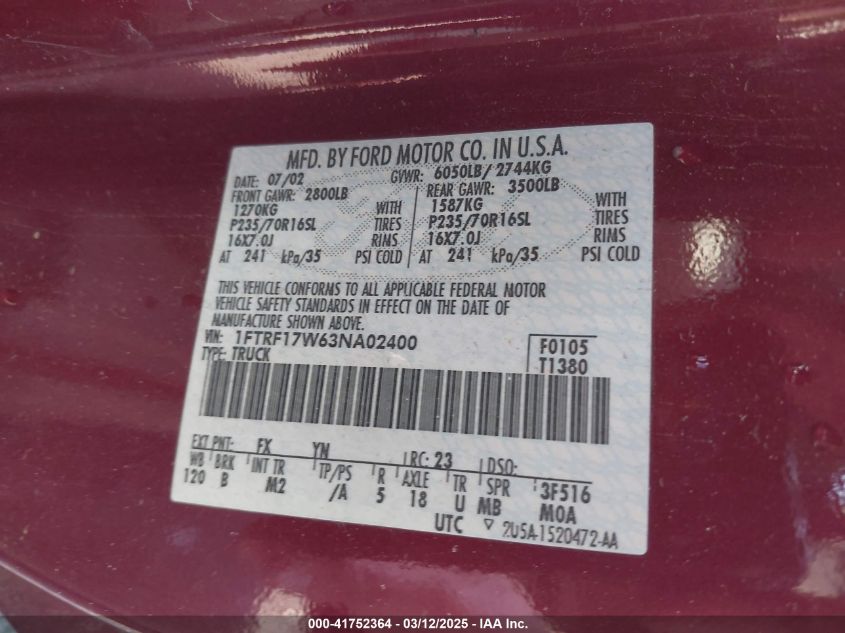 MFD. BY FORD MOTOR CO. IN U.S.A.
DATE: 07/02 GVWR: 6050LB/ 2744KG
FRONT GAWR: 2800LB REAR GAWR: 3500LB
1270KG WITH 1587KG WITH
P235/70R16SL TIRES P235/70R16SL TIRES
16X7.0J RIMS 16X7.0J RIMS
AT 241 kPa/35 PSI COLD AT 241 kPa/35 PSI COLD
THIS VEHICLE CONFORMS TO ALL APPLICABLE FEDERAL MOTOR
VEHICLE SAFETY STANDARDS IN EFFECT ON THE DATE OF
MANUFACTURE SHOWN ABOVE.
VIN: 1FTRF17W63NA02400 F0105
TYPE: TRUCK T1380
EXT PNT: FX YN RC: 23 DSO:
WB BRK INT TR TP/PS R AXLE TR SPR 3F516
120 B M2 /A 5 18 U MB MOA
UTC ▽ 2U5A-1520472-AA
©-41752364 - 03/12/2025 - IAA Inc.